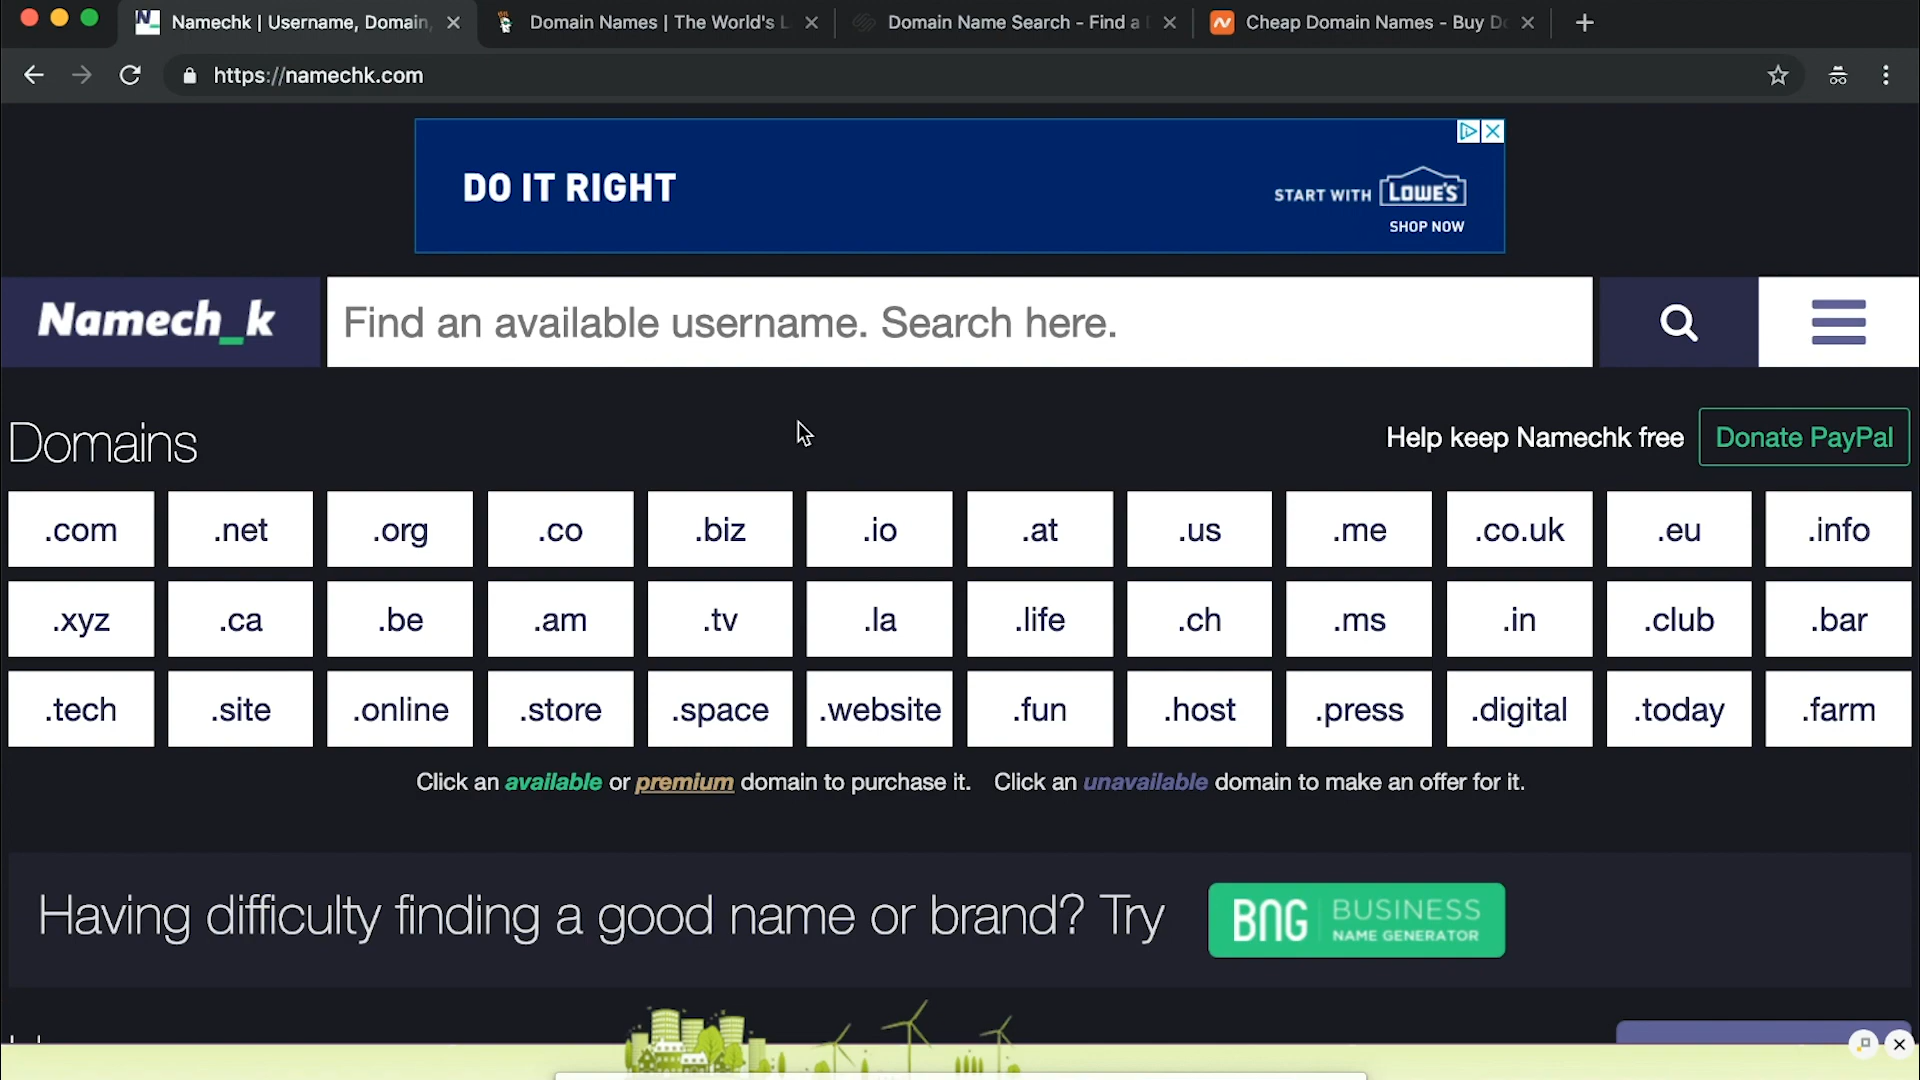 Namechk | Username, Domain,
Domain Names | The World's L
Domain Name Search - Find a D
Cheap Domain Names - Buy Do
https://namechk.com
DO IT RIGHT
START WITH LOWE'S
SHOP NOW
Namech_k
Find an available username. Search here.
Domains
Help keep Namechk free
Donate PayPal
.com .net .org .co .biz .io .at .us .me .co.uk .eu .info
.xyz .ca .be .am .tv .la .life .ch .ms .in .club .bar
.tech .site .online .store .space .website .fun .host .press .digital .today .farm
Click an available or premium domain to purchase it. Click an unavailable domain to make an offer for it.
Having difficulty finding a good name or brand? Try
BNG BUSINESS
NAME GENERATOR